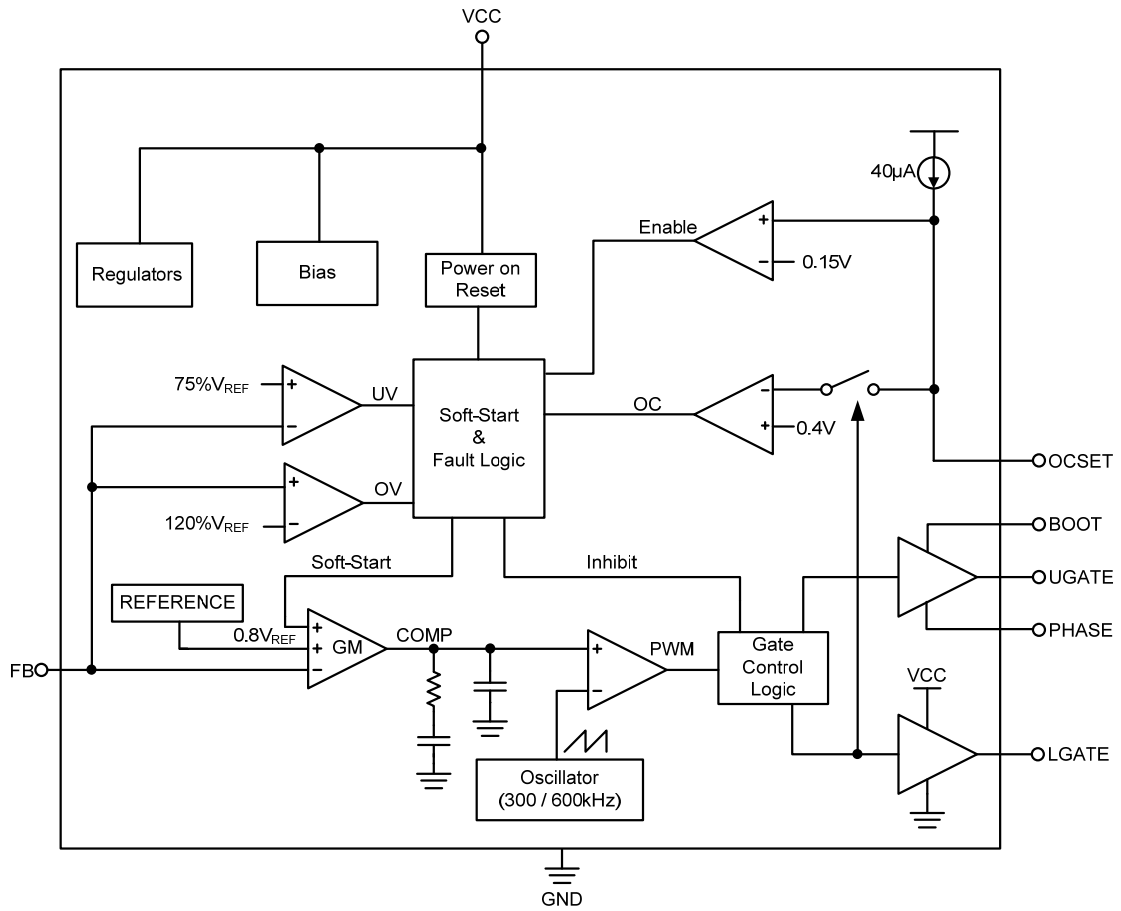 VCC
40µA
Enable
+
−
0.15V
Regulators
Bias
Power on
Reset
75%VREF
+
−
UV
Soft-Start
&
Fault Logic
OC
−
+
0.4V
OCSET
120%VREF
+
−
OV
BOOT
UGATE
PHASE
Soft-Start
Inhibit
REFERENCE
0.8VREF
+
+
−
GM
COMP
+
−
PWM
Gate
Control
Logic
FB
VCC
LGATE
Oscillator
(300 / 600kHz)
GND